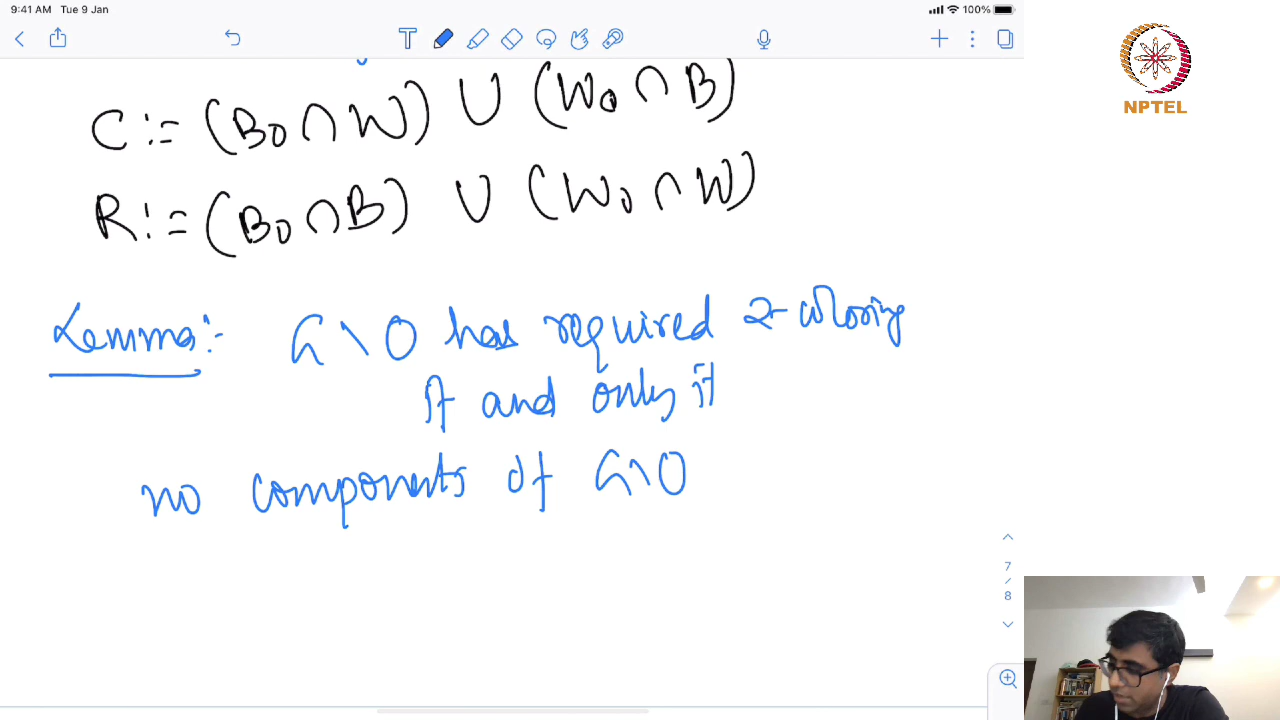 9:41 AM Tue 9 Jan
100%
NPTEL
C := (B₀ ∩ W) ∪ (W₀ ∩ B)
R := (B₀ ∩ B) ∪ (W₀ ∩ W)
Lemma:- G \ O has required 2-coloring
if and only if
no components of G \ O
7
/
8